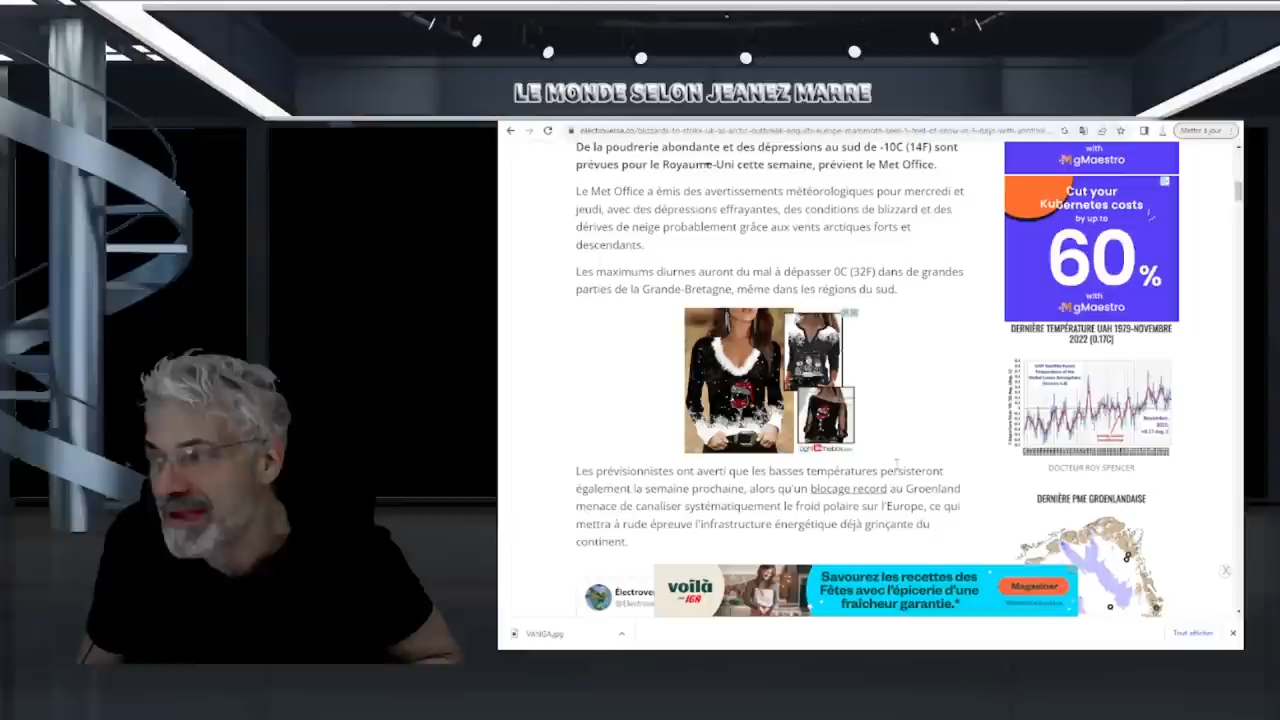 LE MONDE SELON JEANEZ MARRE
Mettre à jour
De la poudrerie abondante et des dépressions au sud de -10C (14F) sont
prévues pour le Royaume-Uni cette semaine, prévient le Met Office.
Le Met Office a émis des avertissements météorologiques pour mercredi et
jeudi, avec des dépressions effrayantes, des conditions de blizzard et des
dérives de neige probablement grâce aux vents arctiques forts et
descendants.
Les maximums diurnes auront du mal à dépasser 0C (32F) dans de grandes
parties de la Grande-Bretagne, même dans les régions du sud.
Les prévisionnistes ont averti que les basses températures persisteront
également la semaine prochaine, alors qu'un blocage record au Groenland
menace de canaliser systématiquement le froid polaire sur l'Europe, ce qui
mettra à rude épreuve l'infrastructure énergétique déjà grinçante du
continent.
with
MgMaestro
Cut your
Kubernetes costs
by up to
60%
with
MgMaestro
DERNIÈRE TEMPÉRATURE UAH 1979-NOVEMBRE
2022 (0.17C)
DOCTEUR ROY SPENCER
DERNIÈRE PME GROENLANDAISE
voilà
IGA
Savourez les recettes des
Fêtes avec l'épicerie d'une
fraîcheur garantie.*
Magasiner
VANGA.jpg
Tout afficher